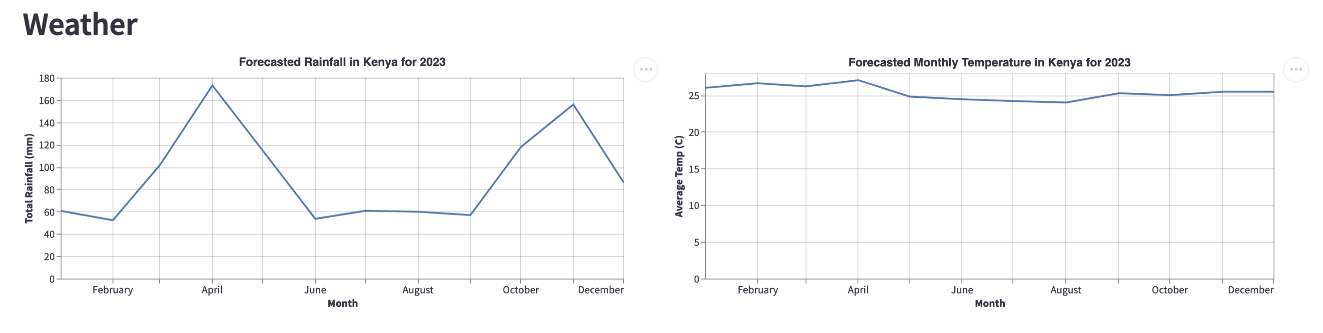 Weather
Forecasted Rainfall in Kenya for 2023
Total Rainfall (mm)
180
160
140
120
100
80
60
40
20
0
February April June August October December
Month
Forecasted Monthly Temperature in Kenya for 2023
Average Temp (C)
25
20
15
10
5
0
February April June August October December
Month